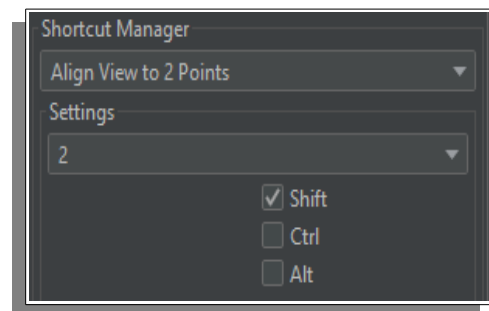 Shortcut Manager
Align View to 2 Points
Settings
2
Shift
Ctrl
Alt